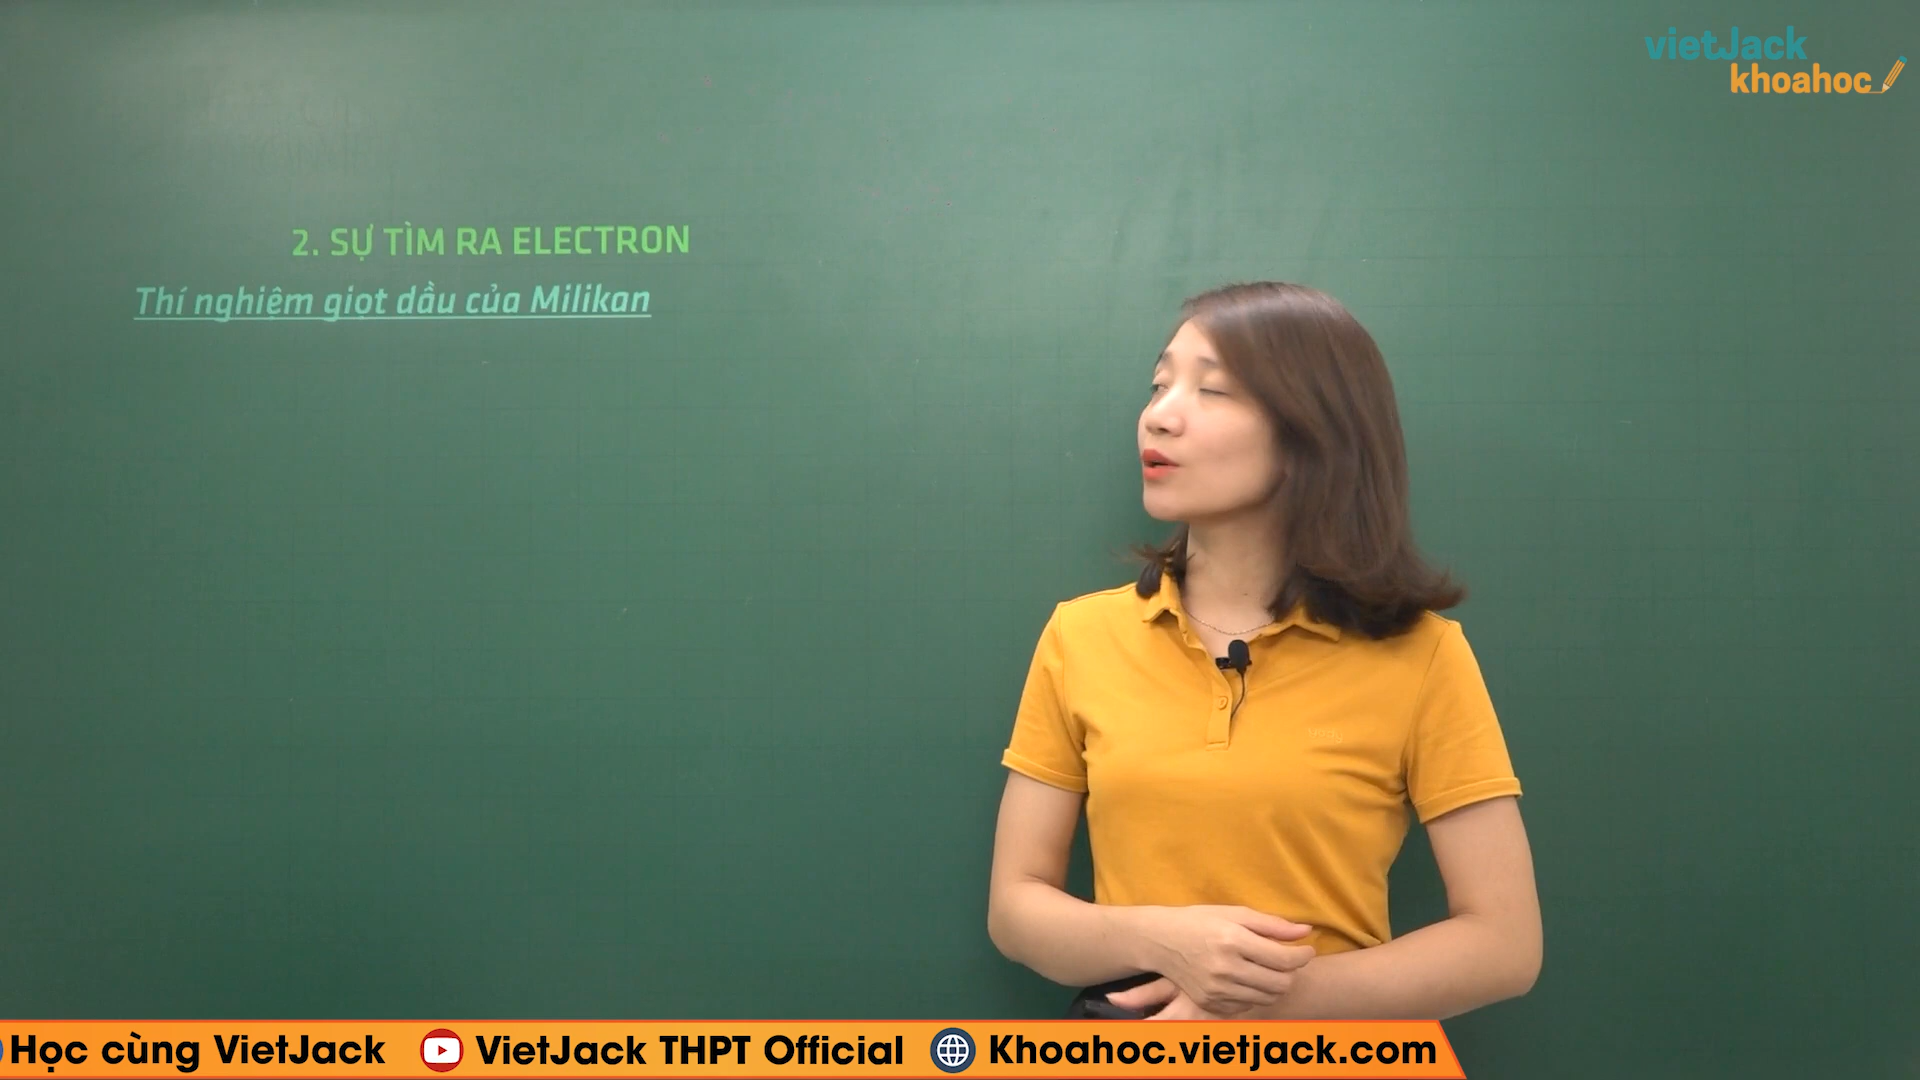 vietJack
khoahoc
2. SỰ TÌM RA ELECTRON
Thí nghiệm giọt dầu của Milikan
Học cùng VietJack VietJack THPT Official Khoahoc.vietjack.com